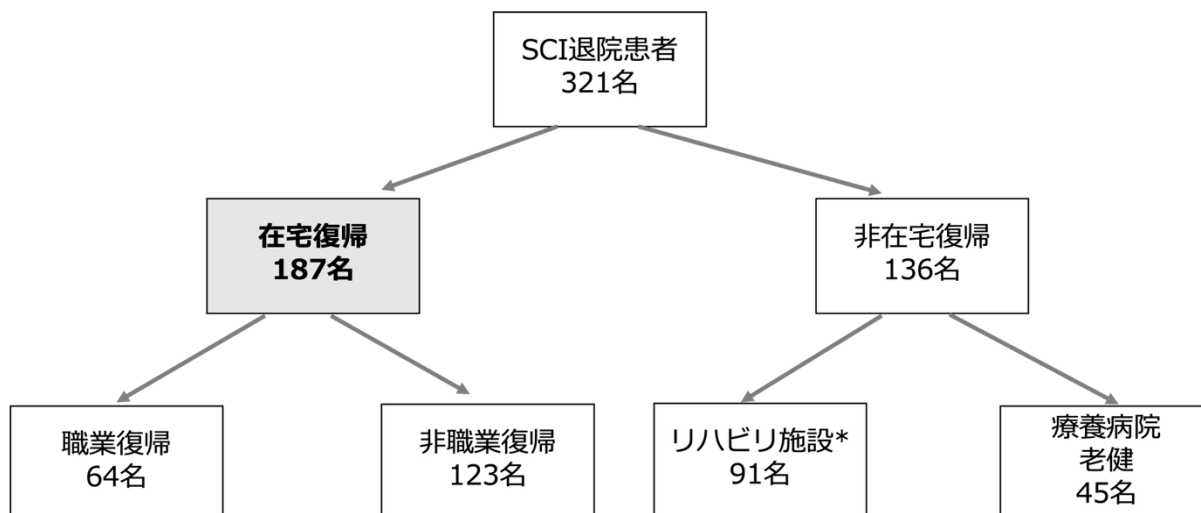 SCI退院患者
321名
在宅復帰
187名
非在宅復帰
136名
職業復帰
64名
非職業復帰
123名
リハビリ施設*
91名
療養病院
老健
45名